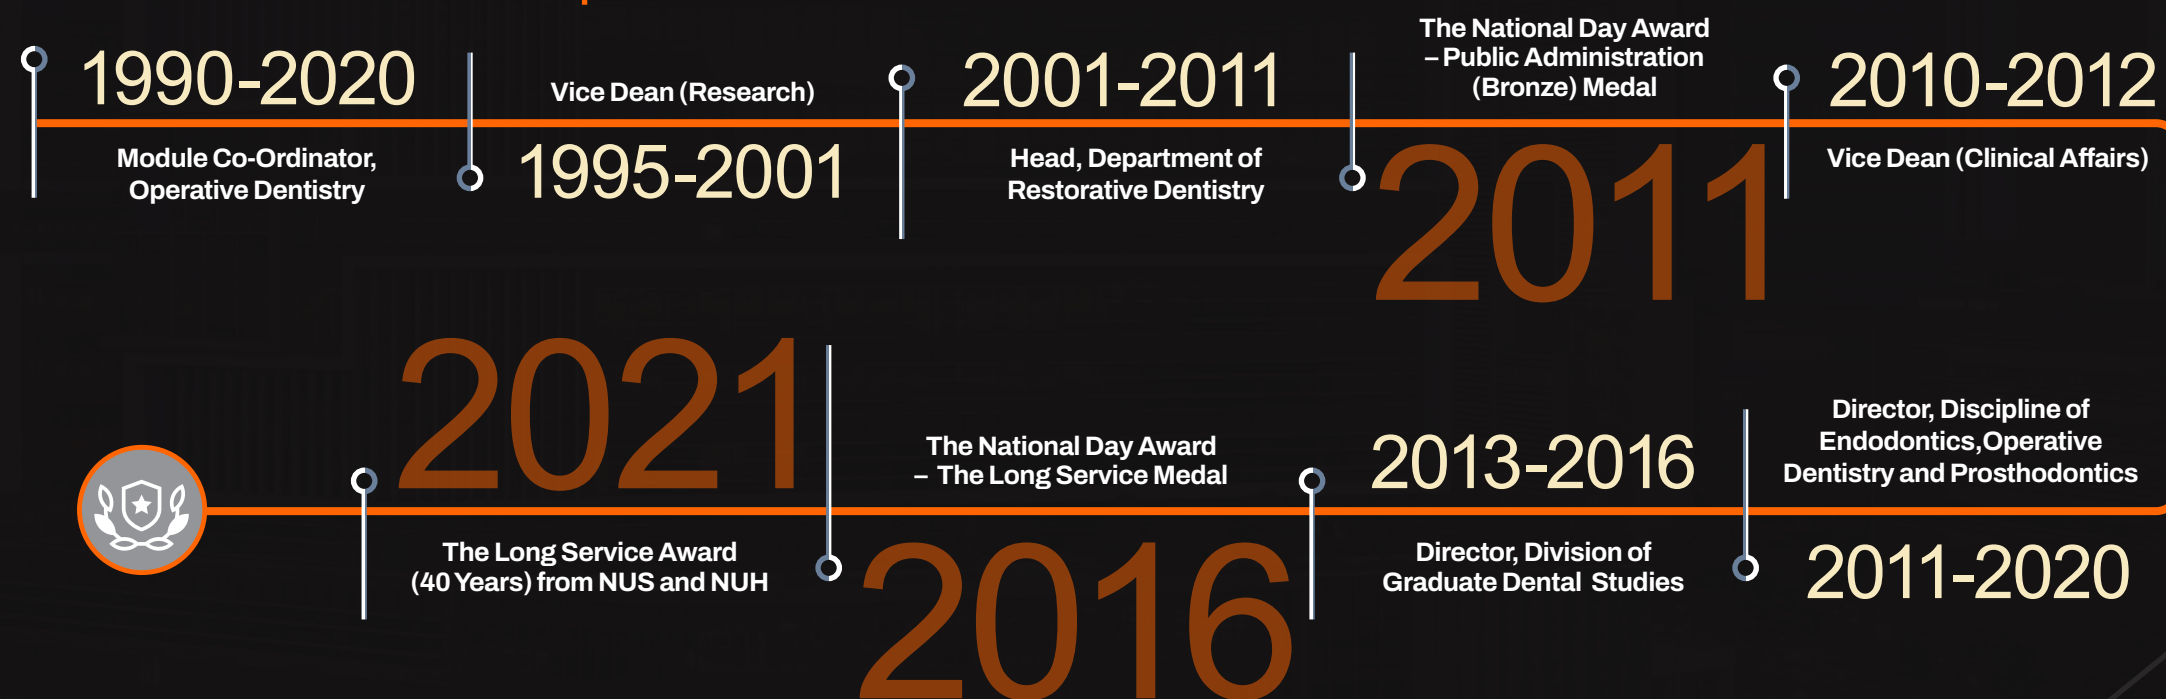 1990-2020
Module Co-Ordinator,
Operative Dentistry
Vice Dean (Research)
1995-2001
2001-2011
Head, Department of
Restorative Dentistry
The National Day Award
– Public Administration
(Bronze) Medal
2011
2010-2012
Vice Dean (Clinical Affairs)
Director, Discipline of
Endodontics,Operative
Dentistry and Prosthodontics
2011-2020
2013-2016
Director, Division of
Graduate Dental Studies
The National Day Award
– The Long Service Medal
2016
2021
The Long Service Award
(40 Years) from NUS and NUH